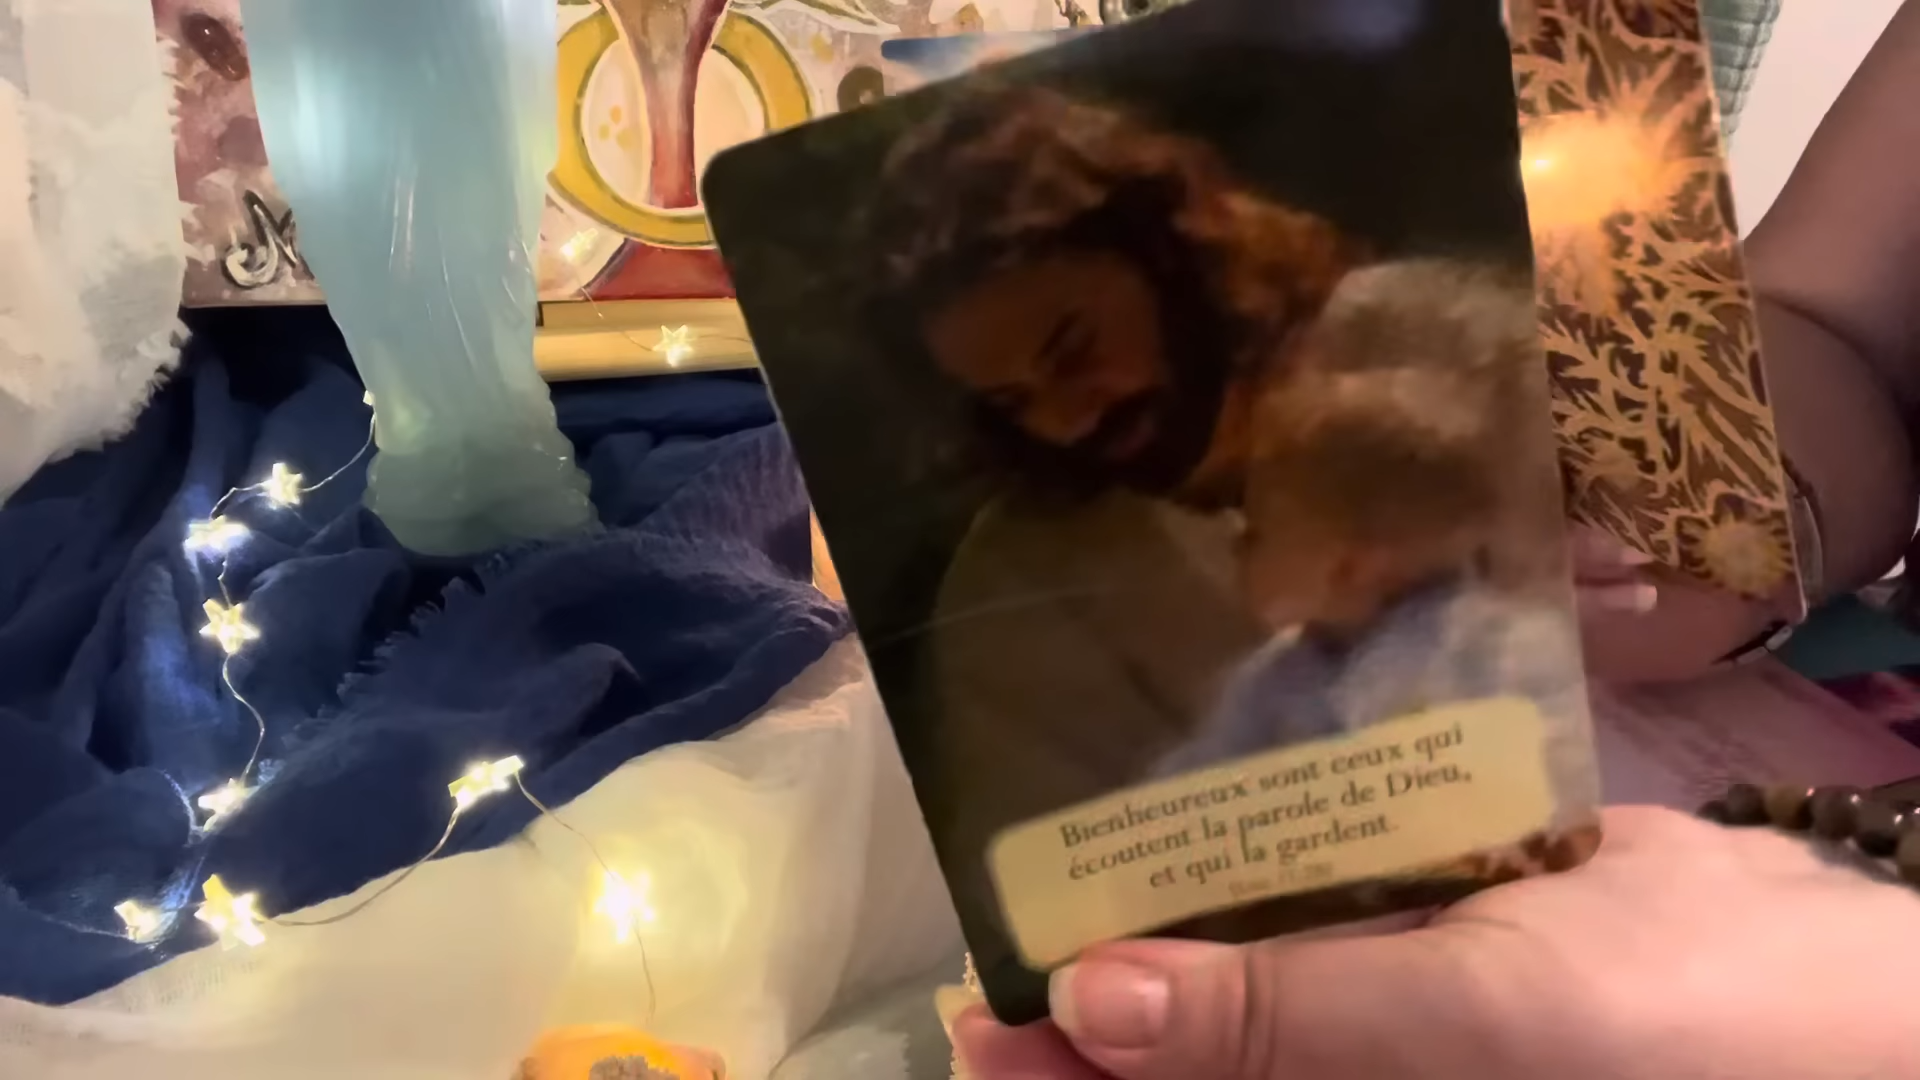 Bienheureux sont ceux qui
écoutent la parole de Dieu,
et qui la gardent.